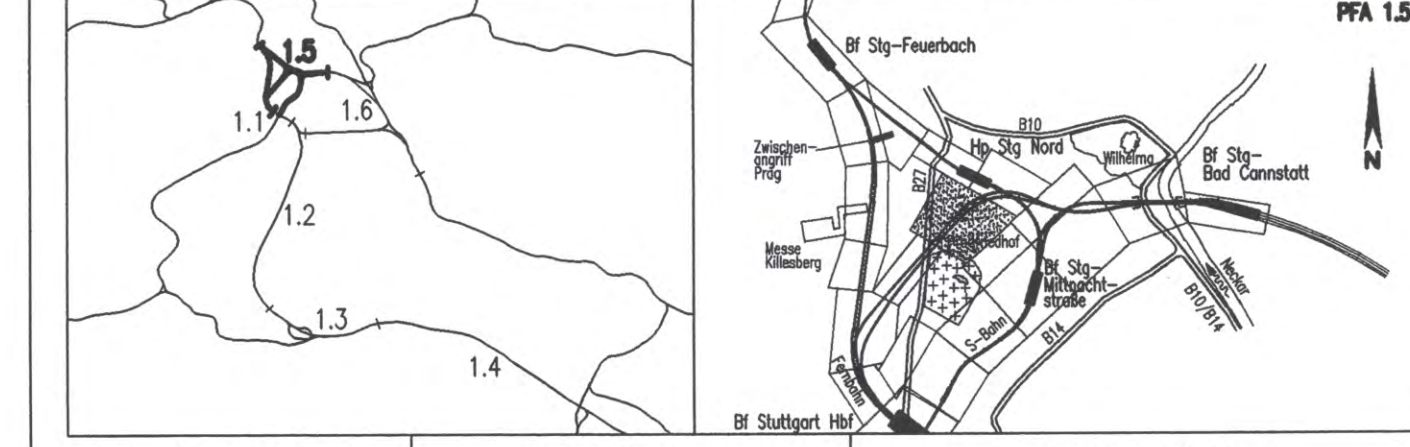 1.5
1.6
1.1
1.2
1.3
1.4
PFA 1.5
Bf Stg-Feuerbach
N
B10
Zwischen-
angriff
Prag
Hp Stg Nord
Wilhelma
Bf Stg-
Bad Cannstatt
B27
Messe
Killesberg
Bf Stg-
Mittnacht-
straße
Neckar
B10/B14
S-Bahn
B14
Fernbahn
Bf Stuttgart Hbf